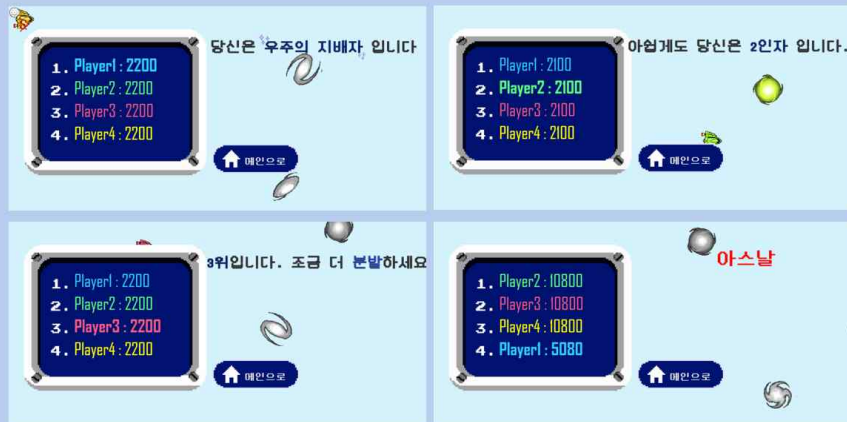 당신은 우주의 지배자 입니다
1. Player1 : 2200
2. Player2 : 2200
3. Player3 : 2200
4. Player4 : 2200
메인으로
아쉽게도 당신은 2인자 입니다.
1. Player1 : 2100
2. Player2 : 2100
3. Player3 : 2100
4. Player4 : 2100
메인으로
3위입니다. 조금 더 분발하세요
1. Player1 : 2200
2. Player2 : 2200
3. Player3 : 2200
4. Player4 : 2200
메인으로
아스날
1. Player2 : 10800
2. Player3 : 10800
3. Player4 : 10800
4. Player1 : 5080
메인으로